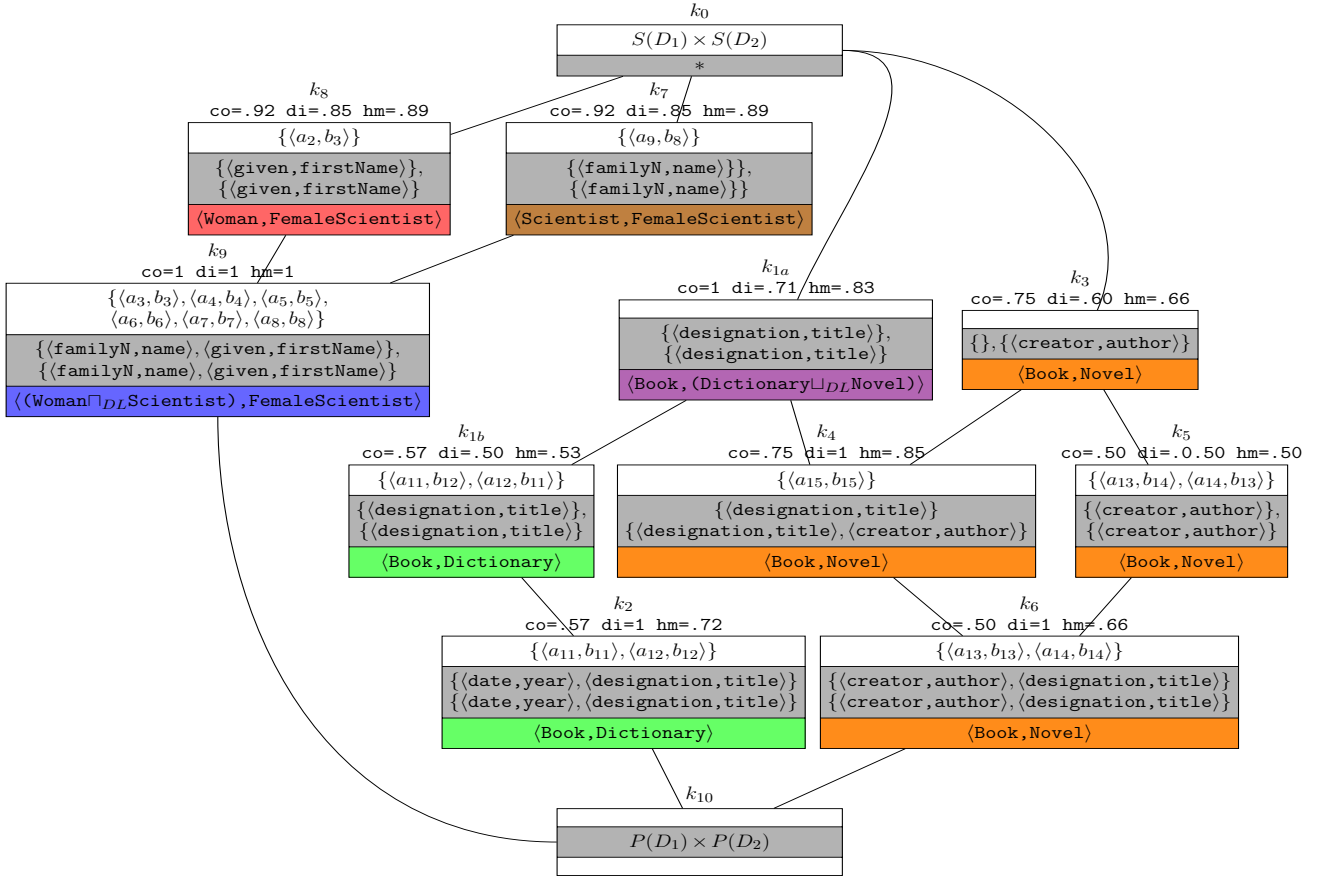 k₀
S(D₁) × S(D₂)
*
k₈
co=.92 di=.85 hm=.89
{⟨a₂, b₃⟩}
{⟨given,firstName⟩},
{⟨given,firstName⟩}
⟨Woman,FemaleScientist⟩
k₇
co=.92 di=.85 hm=.89
{⟨a₉, b₈⟩}
{⟨familyN,name⟩}},
{⟨familyN,name⟩}}
⟨Scientist,FemaleScientist⟩
k₉
co=1 di=1 hm=1
{⟨a₃, b₃⟩, ⟨a₄, b₄⟩, ⟨a₅, b₅⟩,
⟨a₆, b₆⟩, ⟨a₇, b₇⟩, ⟨a₈, b₈⟩}
{⟨familyN,name⟩,⟨given,firstName⟩},
{⟨familyN,name⟩,⟨given,firstName⟩}
⟨(Woman⊓_DL Scientist),FemaleScientist⟩
k₁ₐ
co=1 di=.71 hm=.83
{⟨designation,title⟩},
{⟨designation,title⟩}
⟨Book,(Dictionary⊔_DL Novel)⟩
k₃
co=.75 di=.60 hm=.66
{},{⟨creator,author⟩}
⟨Book,Novel⟩
k_1b
co=.57 di=.50 hm=.53
{⟨a₁₁, b₁₂⟩, ⟨a₁₂, b₁₁⟩}
{⟨designation,title⟩},
{⟨designation,title⟩}
⟨Book,Dictionary⟩
k₄
co=.75 di=1 hm=.85
{⟨a₁₅, b₁₅⟩}
{⟨designation,title⟩}
{⟨designation,title⟩,⟨creator,author⟩}
⟨Book,Novel⟩
k₅
co=.50 di=.0.50 hm=.50
{⟨a₁₃, b₁₄⟩, ⟨a₁₄, b₁₃⟩}
{⟨creator,author⟩},
{⟨creator,author⟩}
⟨Book,Novel⟩
k₂
co=.57 di=1 hm=.72
{⟨a₁₁, b₁₁⟩, ⟨a₁₂, b₁₂⟩}
{⟨date,year⟩,⟨designation,title⟩}
{⟨date,year⟩,⟨designation,title⟩}
⟨Book,Dictionary⟩
k₆
co=.50 di=1 hm=.66
{⟨a₁₃, b₁₃⟩, ⟨a₁₄, b₁₄⟩}
{⟨creator,author⟩,⟨designation,title⟩}
{⟨creator,author⟩,⟨designation,title⟩}
⟨Book,Novel⟩
k₁₀
P(D₁) × P(D₂)